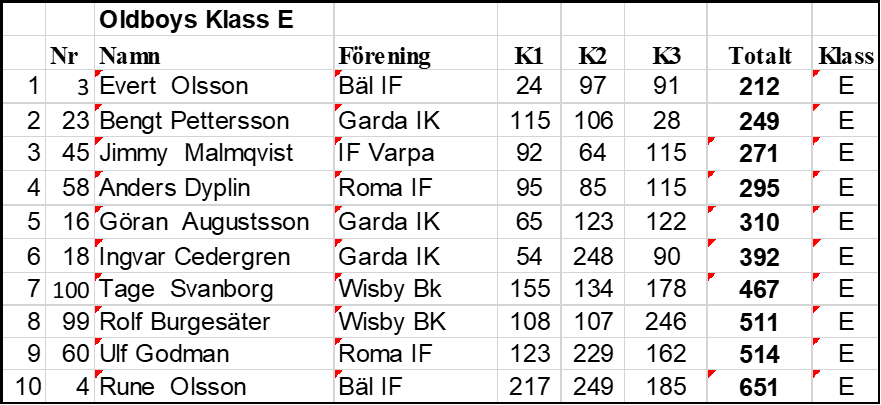 Oldboys Klass E
Nr Namn Förening K1 K2 K3 Totalt Klass
1 3 Evert Olsson Bäl IF 24 97 91 212 E
2 23 Bengt Pettersson Garda IK 115 106 28 249 E
3 45 Jimmy Malmqvist IF Varpa 92 64 115 271 E
4 58 Anders Dyplin Roma IF 95 85 115 295 E
5 16 Göran Augustsson Garda IK 65 123 122 310 E
6 18 Ingvar Cedergren Garda IK 54 248 90 392 E
7 100 Tage Svanborg Wisby Bk 155 134 178 467 E
8 99 Rolf Burgesäter Wisby BK 108 107 246 511 E
9 60 Ulf Godman Roma IF 123 229 162 514 E
10 4 Rune Olsson Bäl IF 217 249 185 651 E